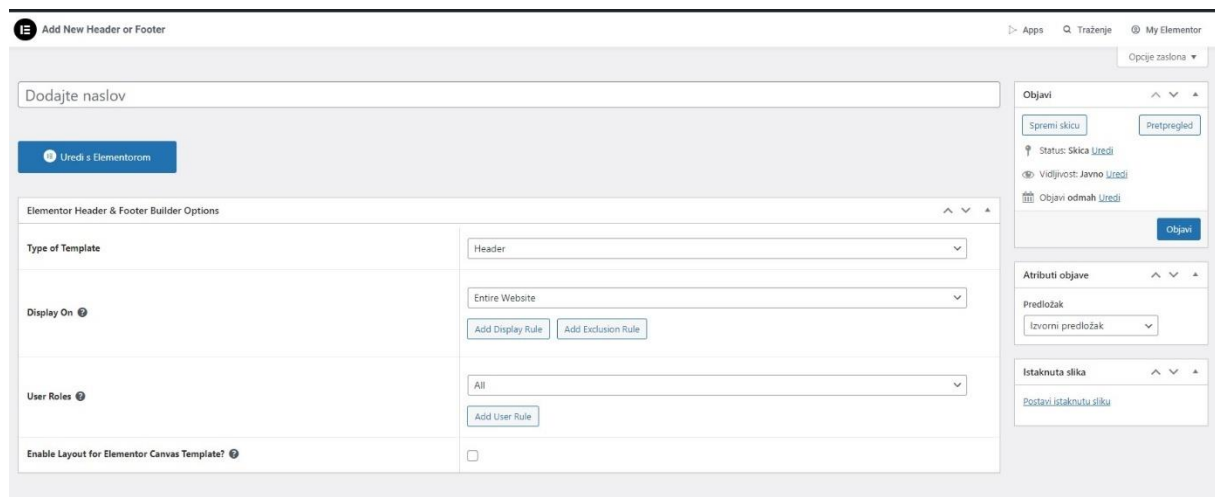 Add New Header or Footer
Apps Traženje My Elementor
Opcije zaslona
Dodajte naslov
Uredi s Elementorom
Elementor Header & Footer Builder Options
Type of Template
Header
Display On
Entire Website
Add Display Rule Add Exclusion Rule
User Roles
All
Add User Rule
Enable Layout for Elementor Canvas Template?
Objavi
Spremi skicu Pretpregled
Status: Skica Uredi
Vidljivost: Javno Uredi
Objavi odmah Uredi
Objavi
Atributi objave
Predložak
Izvorni predložak
Istaknuta slika
Postavi istaknutu sliku